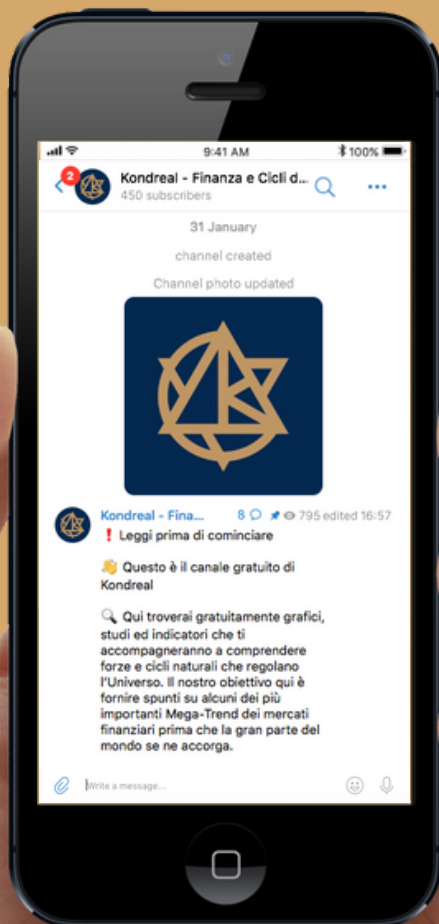 9:41 AM
100%
2
Kondreal - Finanza e Cicli d...
450 subscribers
31 January
channel created
Channel photo updated
Kondreal - Fina... 8 795 edited 16:57
❗ Leggi prima di cominciare
👋 Questo è il canale gratuito di
Kondreal
🔍 Qui troverai gratuitamente grafici,
studi ed indicatori che ti
accompagneranno a comprendere
forze e cicli naturali che regolano
l'Universo. Il nostro obiettivo qui è
fornire spunti su alcuni dei più
importanti Mega-Trend dei mercati
finanziari prima che la gran parte del
mondo se ne accorga.
Write a message...